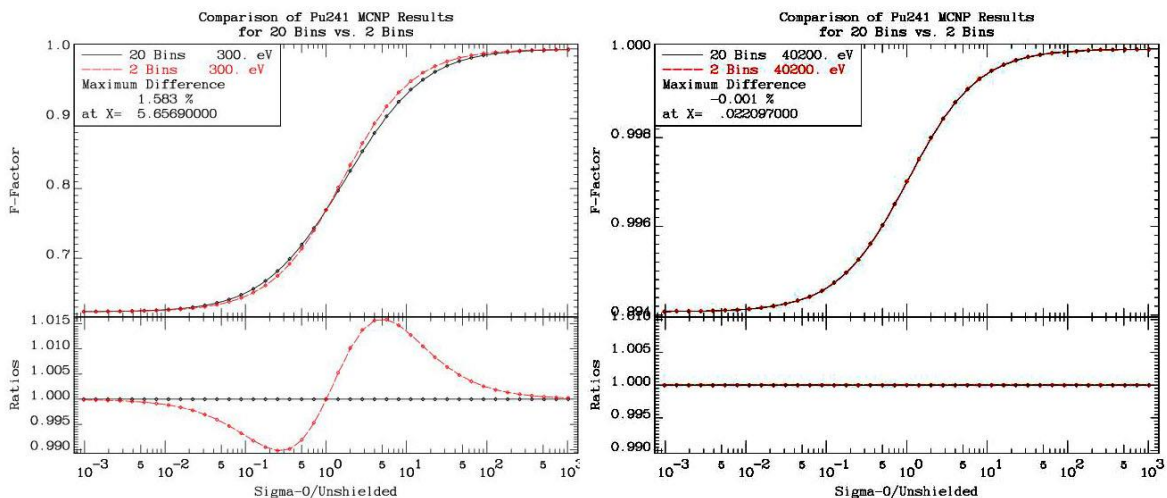 Comparison of Pu241 MCNP Results
for 20 Bins vs. 2 Bins
20 Bins 300. eV
2 Bins 300. eV
Maximum Difference
1.583 %
at X= 5.65690000
1.0
0.9
0.8
0.7
F-Factor
1.015
1.010
1.005
1.000
0.995
0.990
Ratios
10⁻³ 5 10⁻² 5 10⁻¹ 5 10⁰ 5 10¹ 5 10² 5 10³
Sigma-0/Unshielded
Comparison of Pu241 MCNP Results
for 20 Bins vs. 2 Bins
20 Bins 40200. eV
2 Bins 40200. eV
Maximum Difference
-0.001 %
at X= .022097000
1.000
0.998
0.996
0.994
F-Factor
1.010
1.005
1.000
0.995
0.990
Ratios
10⁻³ 5 10⁻² 5 10⁻¹ 5 10⁰ 5 10¹ 5 10² 5 10³
Sigma-0/Unshielded